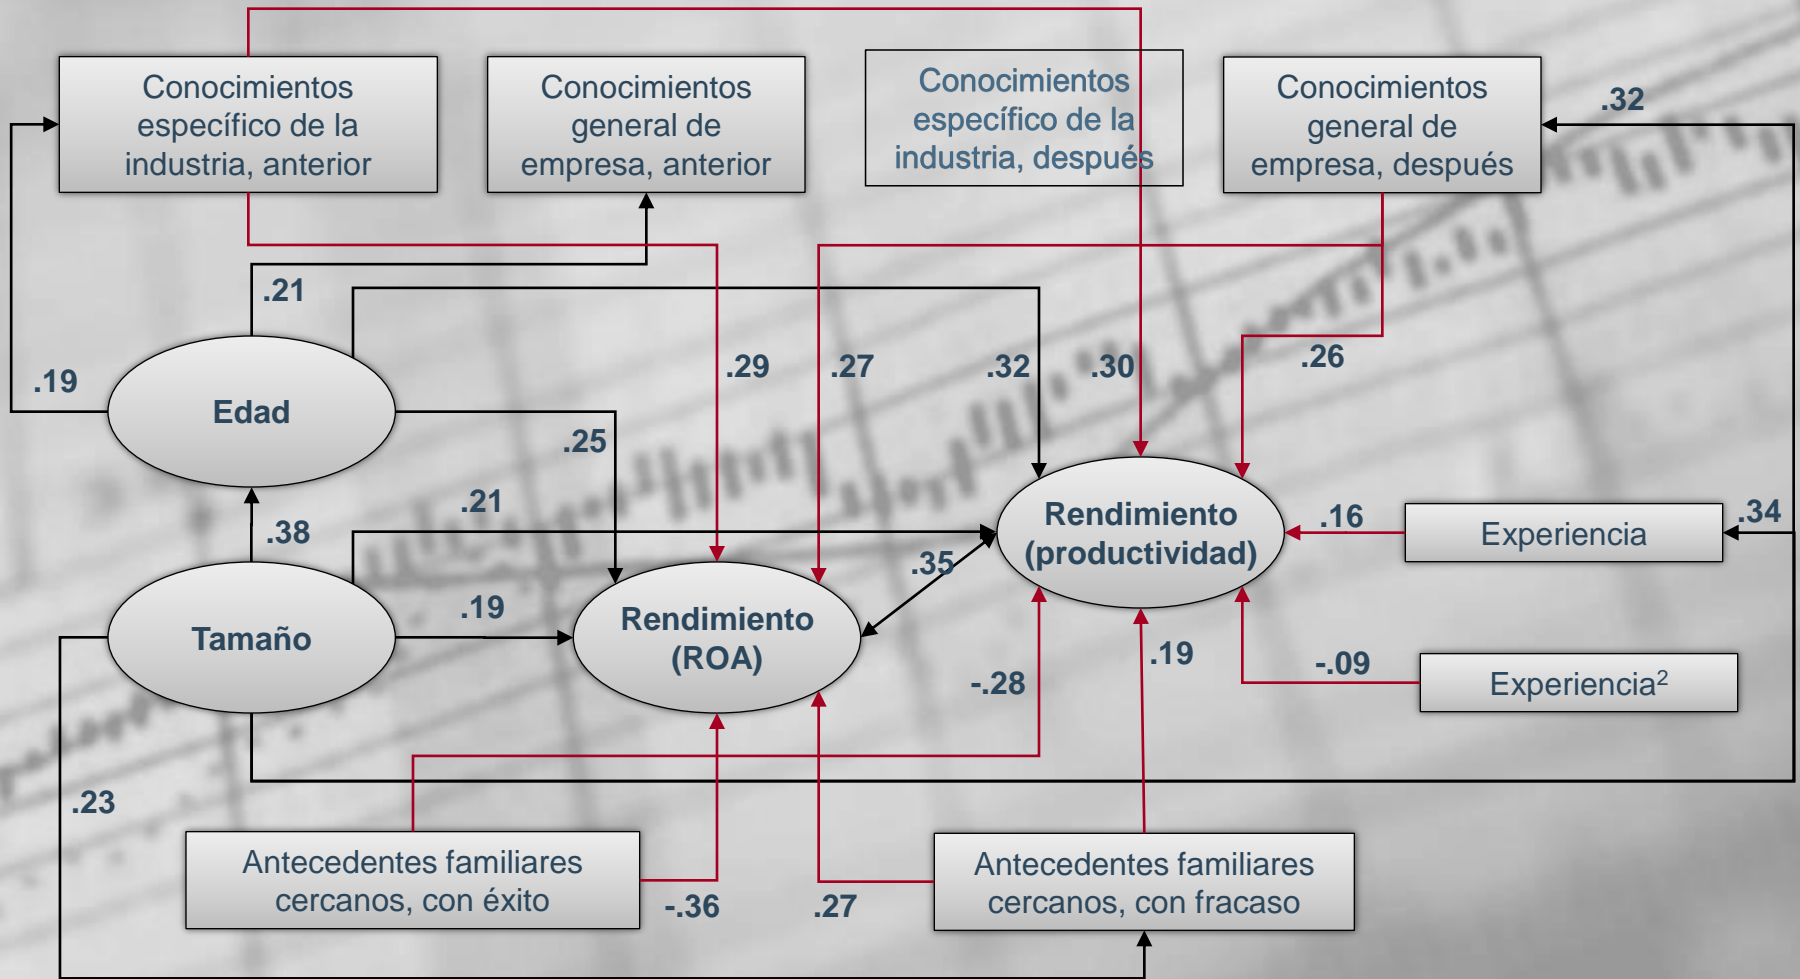 Conocimientos
específico de la
industria, anterior
Conocimientos
general de
empresa, anterior
Conocimientos
específico de la
industria, después
Conocimientos
general de
empresa, después
.32
.21
.19
.29
.27
.32
.30
.26
Edad
.25
.38
.21
.35
Rendimiento
(productividad)
.16
Experiencia
.34
Tamaño
.19
Rendimiento
(ROA)
-.28
.19
-.09
Experiencia²
.23
Antecedentes familiares
cercanos, con éxito
-.36
.27
Antecedentes familiares
cercanos, con fracaso